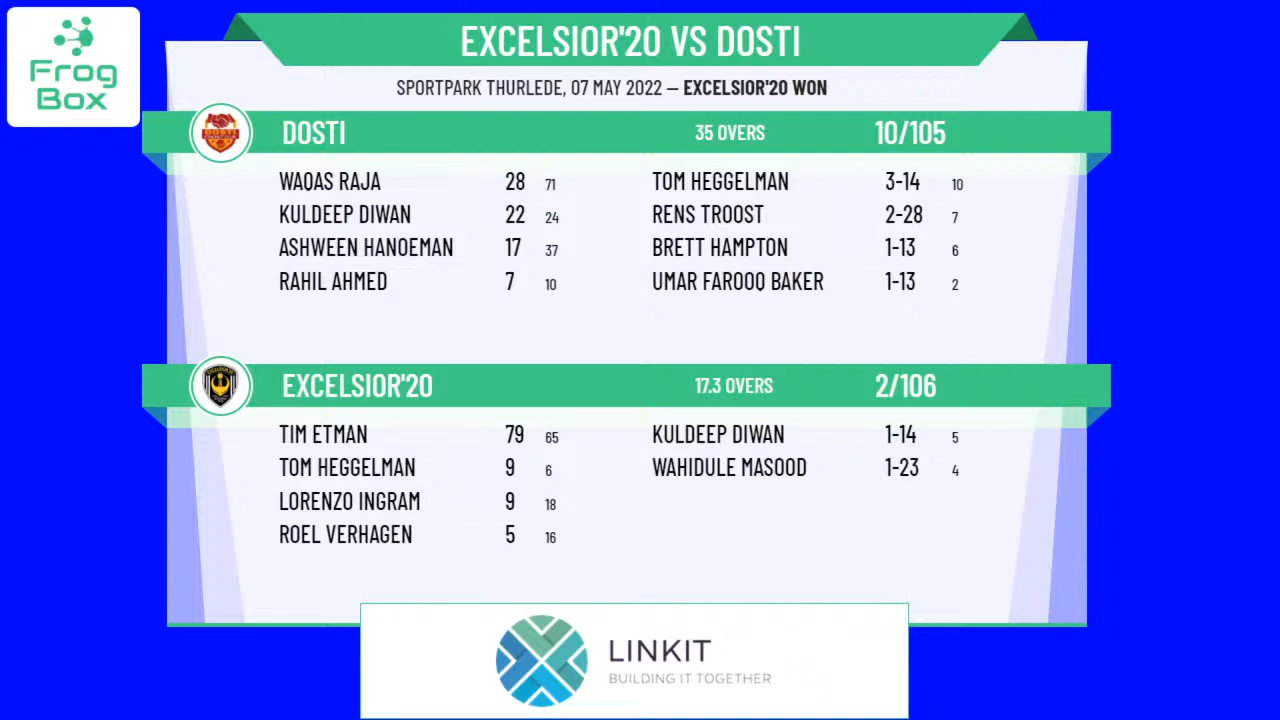 Frog
Box
EXCELSIOR'20 VS DOSTI
SPORTPARK THURLEDE, 07 MAY 2022 – EXCELSIOR'20 WON
DOSTI 35 OVERS 10/105
WAQAS RAJA 28 71 TOM HEGGELMAN 3-14 10
KULDEEP DIWAN 22 24 RENS TROOST 2-28 7
ASHWEEN HANOEMAN 17 37 BRETT HAMPTON 1-13 6
RAHIL AHMED 7 10 UMAR FAROOQ BAKER 1-13 2
EXCELSIOR'20 17.3 OVERS 2/106
TIM ETMAN 79 65 KULDEEP DIWAN 1-14 5
TOM HEGGELMAN 9 6 WAHIDULE MASOOD 1-23 4
LORENZO INGRAM 9 18
ROEL VERHAGEN 5 16
LINKIT
BUILDING IT TOGETHER